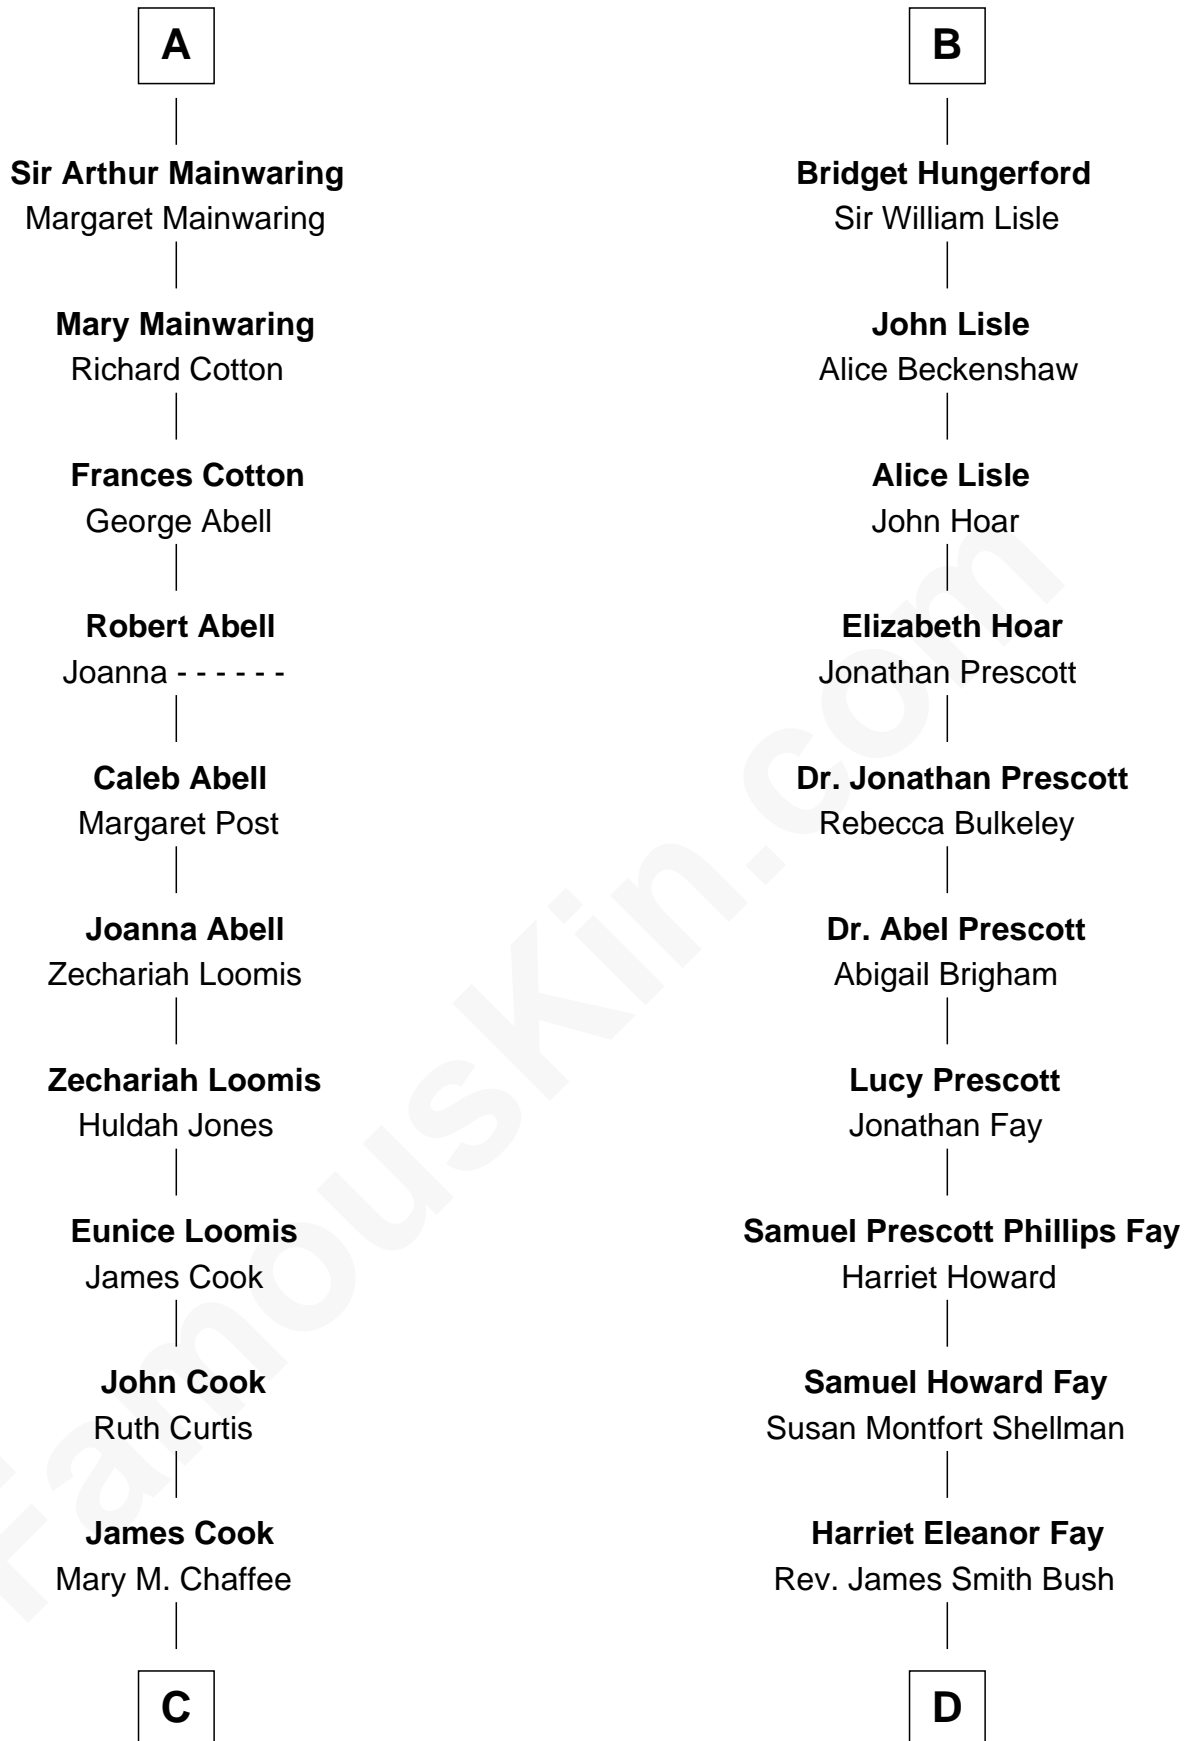 A
Sir Arthur Mainwaring
Margaret Mainwaring
Mary Mainwaring
Richard Cotton
Frances Cotton
George Abell
Robert Abell
Joanna - - - - - -
Caleb Abell
Margaret Post
Joanna Abell
Zechariah Loomis
Zechariah Loomis
Huldah Jones
Eunice Loomis
James Cook
John Cook
Ruth Curtis
James Cook
Mary M. Chaffee
C
B
Bridget Hungerford
Sir William Lisle
John Lisle
Alice Beckenshaw
Alice Lisle
John Hoar
Elizabeth Hoar
Jonathan Prescott
Dr. Jonathan Prescott
Rebecca Bulkeley
Dr. Abel Prescott
Abigail Brigham
Lucy Prescott
Jonathan Fay
Samuel Prescott Phillips Fay
Harriet Howard
Samuel Howard Fay
Susan Montfort Shellman
Harriet Eleanor Fay
Rev. James Smith Bush
D
FamousKin.com